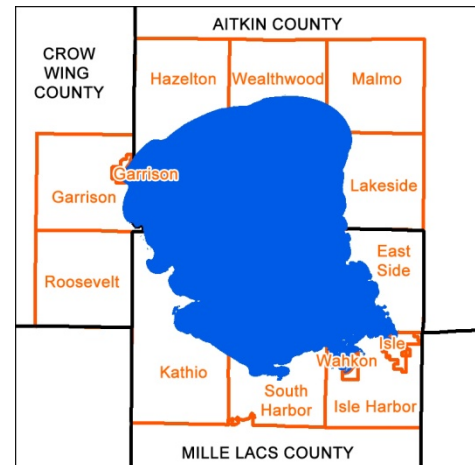 AITKIN COUNTY
CROW
WING
COUNTY
Hazelton
Wealthwood
Malmo
Garrison
Garrison
Lakeside
Roosevelt
East
Side
Isle
Wahkon
Kathio
South
Harbor
Isle Harbor
MILLE LACS COUNTY